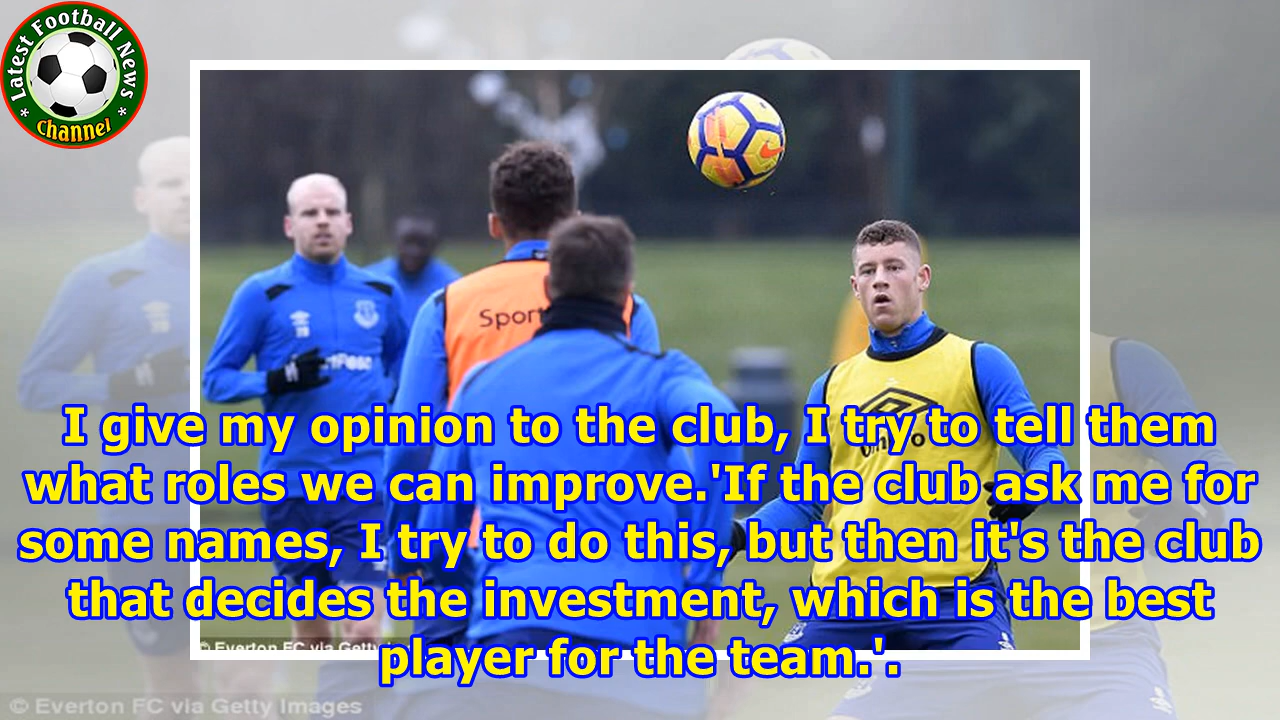 Latest Football News
* Channel *
Sport
umbro
I give my opinion to the club, I try to tell them
what roles we can improve.'If the club ask me for
some names, I try to do this, but then it's the club
that decides the investment, which is the best
player for the team.'.
© Everton FC via Getty
© Everton FC via Getty Images